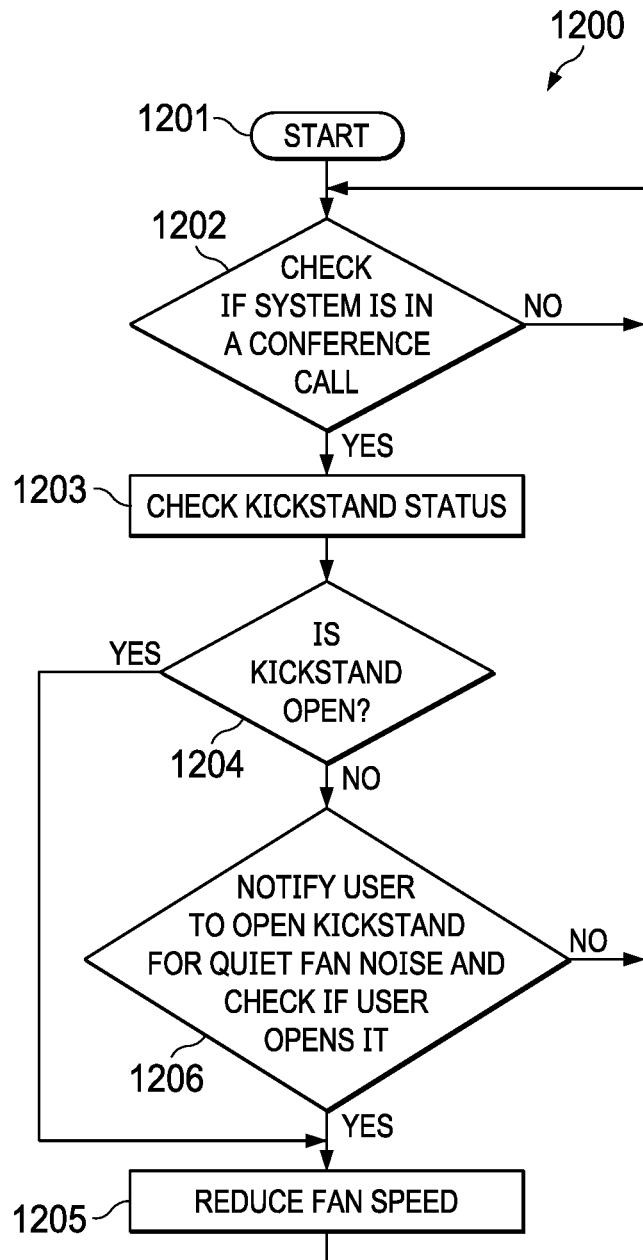 1200
1201
START
1202
CHECK
IF SYSTEM IS IN
A CONFERENCE
CALL
NO
YES
1203
CHECK KICKSTAND STATUS
YES
IS
KICKSTAND
OPEN?
1204
NO
NOTIFY USER
TO OPEN KICKSTAND
FOR QUIET FAN NOISE AND
CHECK IF USER
OPENS IT
NO
1206
YES
REDUCE FAN SPEED
1205